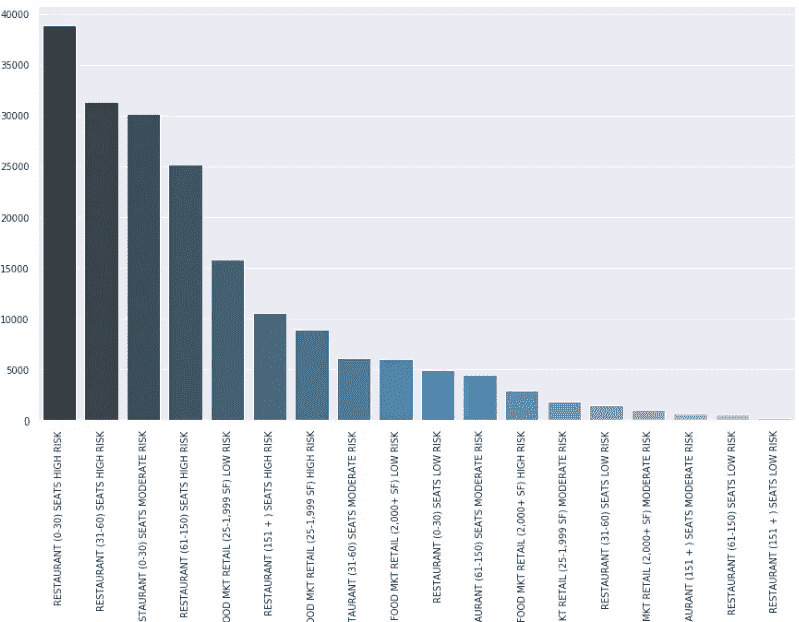 40000
35000
30000
25000
20000
15000
10000
5000
0
RESTAURANT (0-30) SEATS HIGH RISK
RESTAURANT (31-60) SEATS HIGH RISK
STAURANT (0-30) SEATS MODERATE RISK
RESTAURANT (61-150) SEATS HIGH RISK
OOD MKT RETAIL (25-1,999 SF) LOW RISK
RESTAURANT (151 + ) SEATS HIGH RISK
OOD MKT RETAIL (25-1,999 SF) HIGH RISK
TAURANT (31-60) SEATS MODERATE RISK
FOOD MKT RETAIL (2,000+ SF) LOW RISK
RESTAURANT (0-30) SEATS LOW RISK
AURANT (61-150) SEATS MODERATE RISK
FOOD MKT RETAIL (2,000+ SF) HIGH RISK
KT RETAIL (25-1,999 SF) MODERATE RISK
RESTAURANT (31-60) SEATS LOW RISK
MKT RETAIL (2,000+ SF) MODERATE RISK
AURANT (151 + ) SEATS MODERATE RISK
RESTAURANT (61-150) SEATS LOW RISK
RESTAURANT (151 + ) SEATS LOW RISK